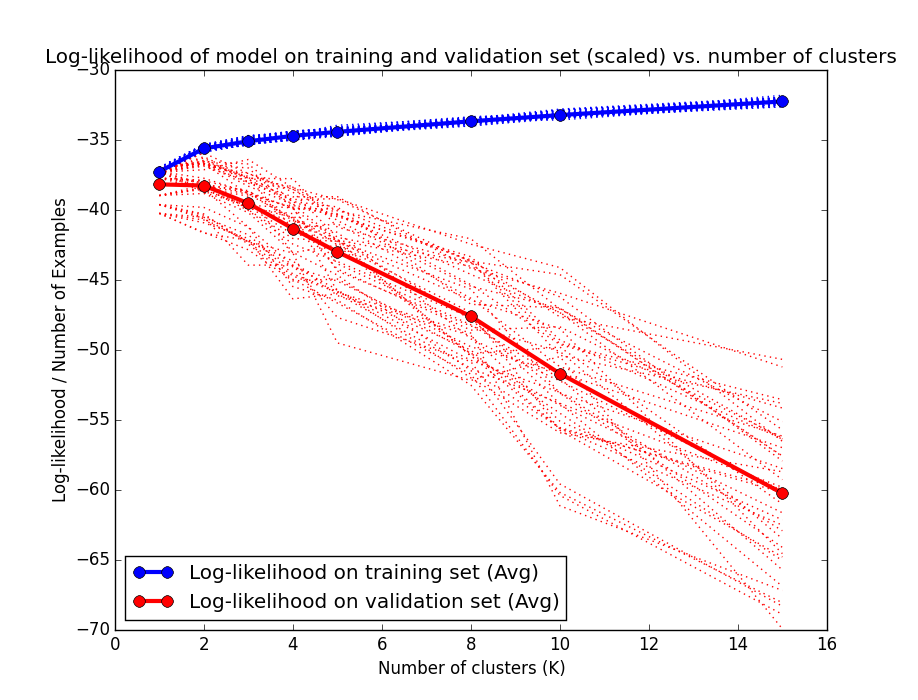 Log-likelihood of model on training and validation set (scaled) vs. number of clusters
−30
−35
−40
−45
−50
−55
−60
−65
−70
Log-likelihood / Number of Examples
Log-likelihood on training set (Avg)
Log-likelihood on validation set (Avg)
0 2 4 6 8 10 12 14 16
Number of clusters (K)